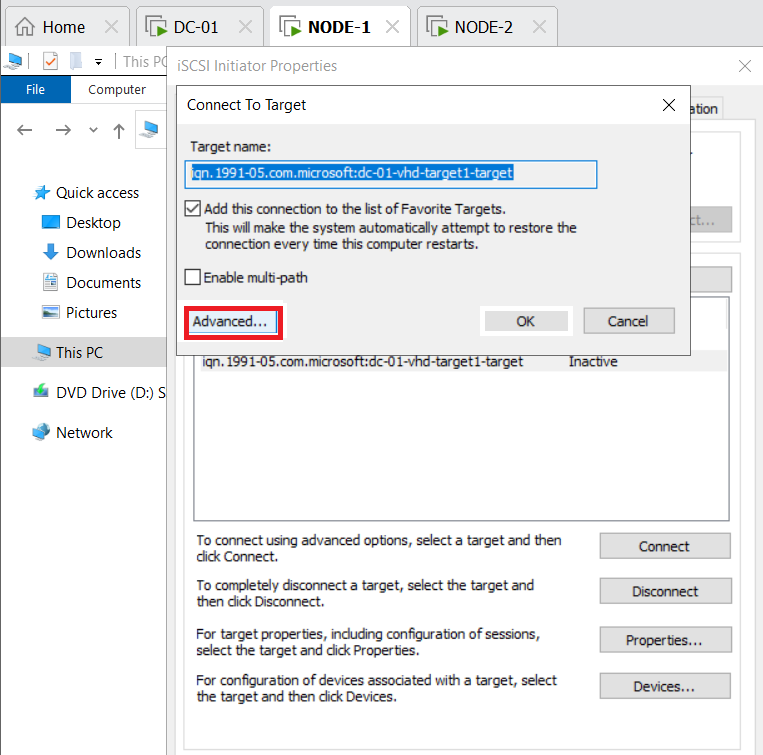 Home
DC-01
NODE-1
NODE-2
This PC
iSCSI Initiator Properties
File
Computer
Connect To Target
Target name:
iqn.1991-05.com.microsoft:dc-01-vhd-target1-target
Add this connection to the list of Favorite Targets.
This will make the system automatically attempt to restore the
connection every time this computer restarts.
Enable multi-path
Advanced...
OK
Cancel
Quick access
Desktop
Downloads
Documents
Pictures
This PC
DVD Drive (D:) S
Network
iqn.1991-05.com.microsoft:dc-01-vhd-target1-target Inactive
To connect using advanced options, select a target and then
click Connect.
Connect
To completely disconnect a target, select the target and
then click Disconnect.
Disconnect
For target properties, including configuration of sessions,
select the target and click Properties.
Properties...
For configuration of devices associated with a target, select
the target and then click Devices.
Devices...